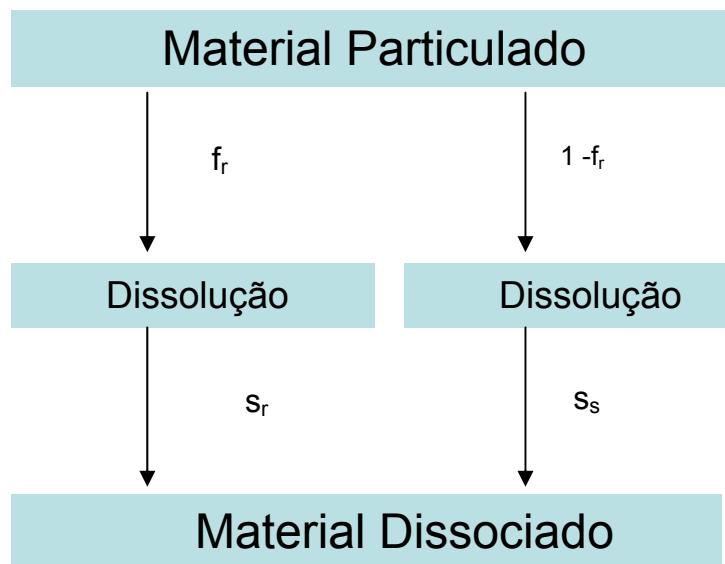 Material Particulado
fr
1 -fr
Dissolução
Dissolução
sr
ss
Material Dissociado